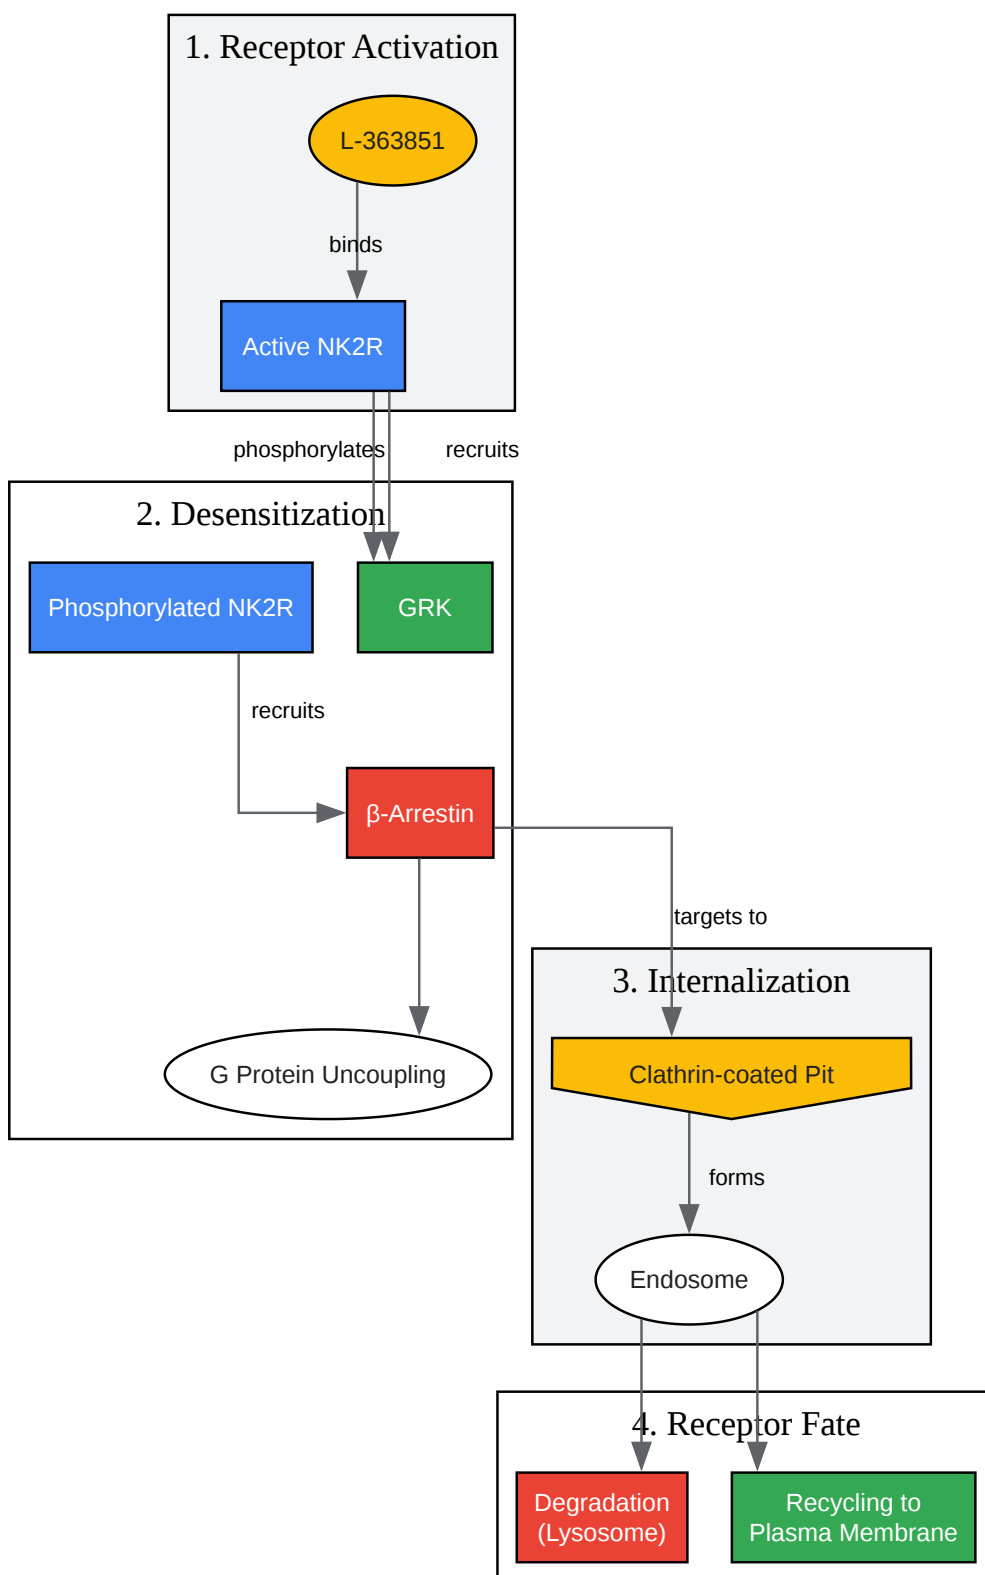 1. Receptor Activation
L-363851
binds
Active NK2R
phosphorylates
recruits
2. Desensitization
Phosphorylated NK2R
GRK
recruits
β-Arrestin
targets to
3. Internalization
G Protein Uncoupling
Clathrin-coated Pit
forms
Endosome
4. Receptor Fate
Degradation
(Lysosome)
Recycling to
Plasma Membrane